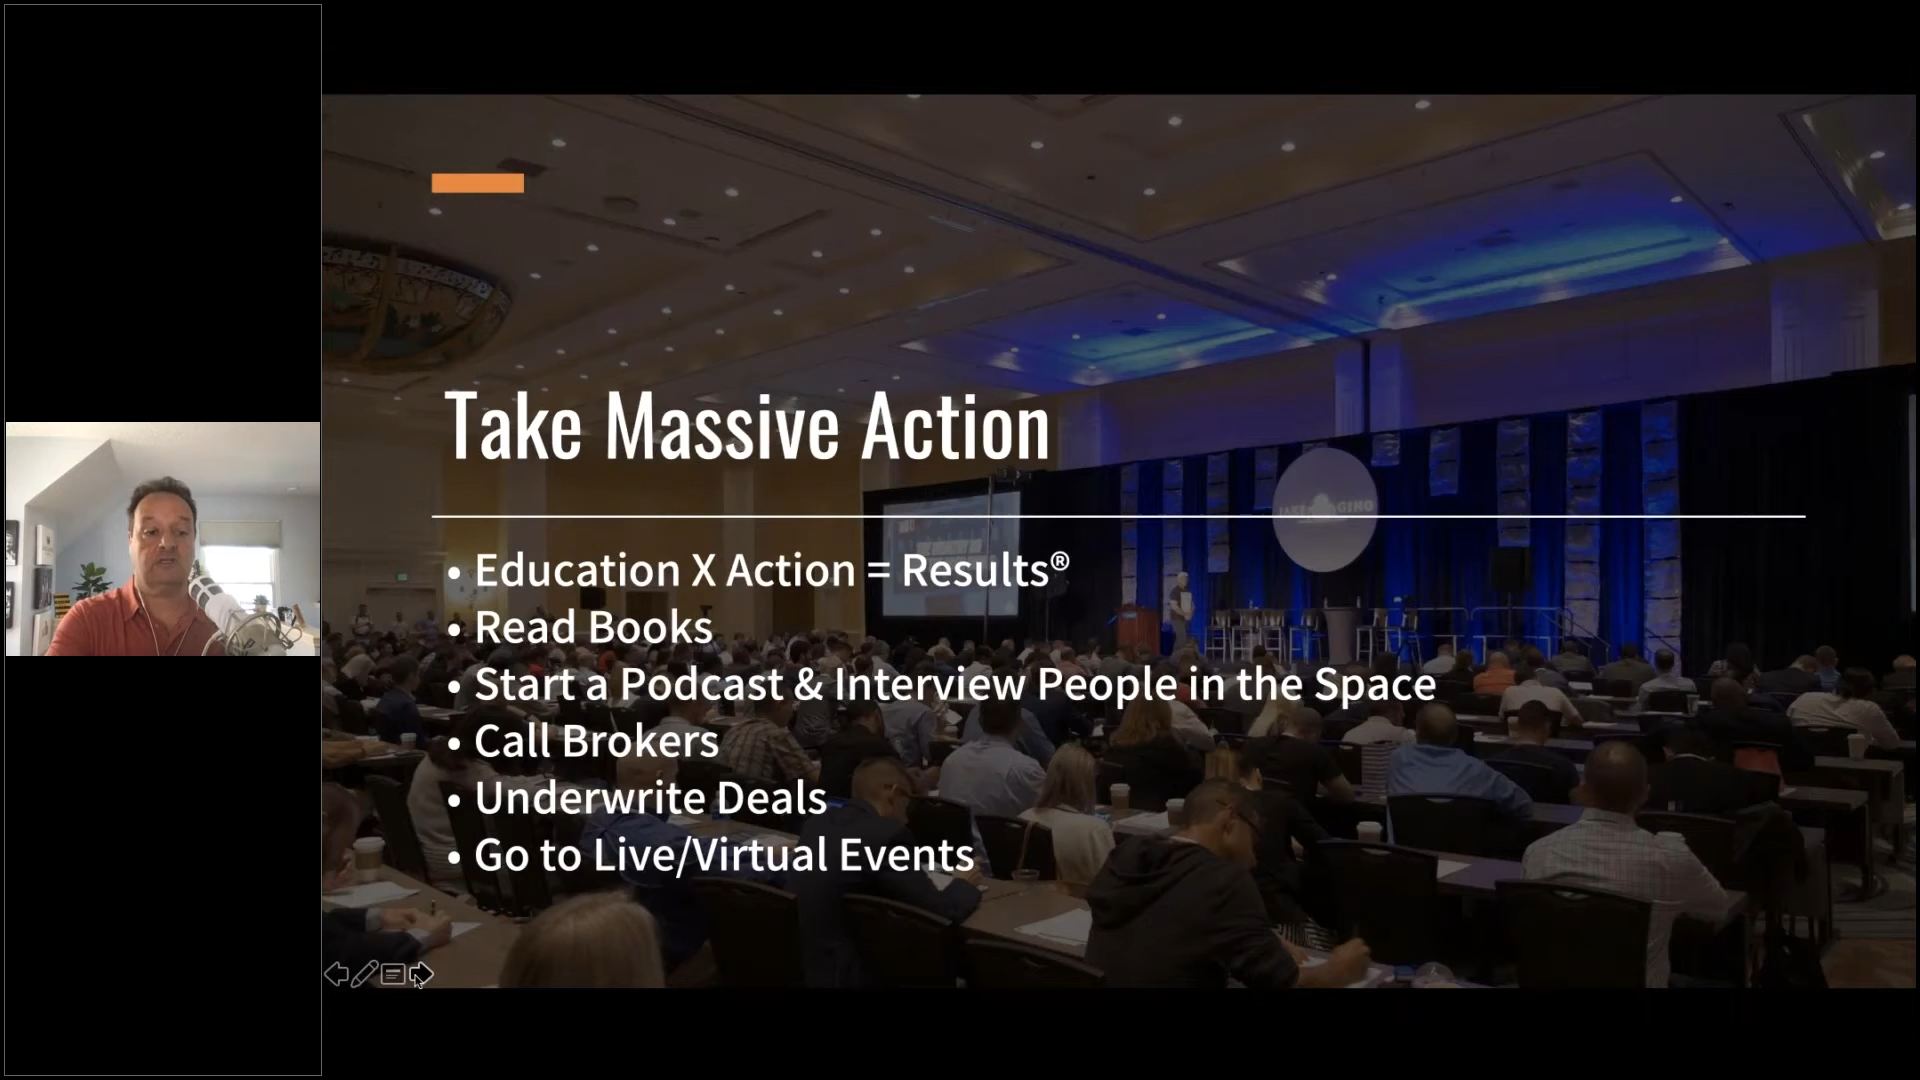 Take Massive Action
• Education X Action = Results®
• Read Books
• Start a Podcast & Interview People in the Space
• Call Brokers
• Underwrite Deals
• Go to Live/Virtual Events